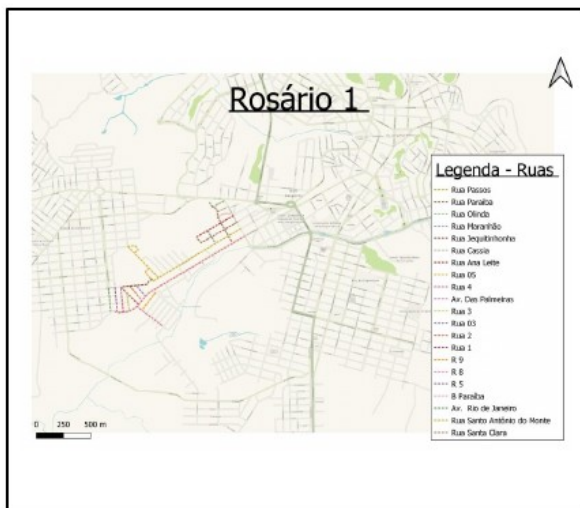 Rosário 1
Legenda - Ruas
Rua Passos
Rua Paraiba
Rua Olinda
Rua Maranhão
Rua Jequitinhonha
Rua Cassia
Rua Ana Leite
Rua 05
Rua 4
Av. Das Palmeiras
Rua 3
Rua 03
Rua 2
Rua 1
R 9
R 8
R 5
B Paraíba
Av. Rio de Janeiro
Rua Santo Antônio do Monte
Rua Santa Clara
0 250 500 m